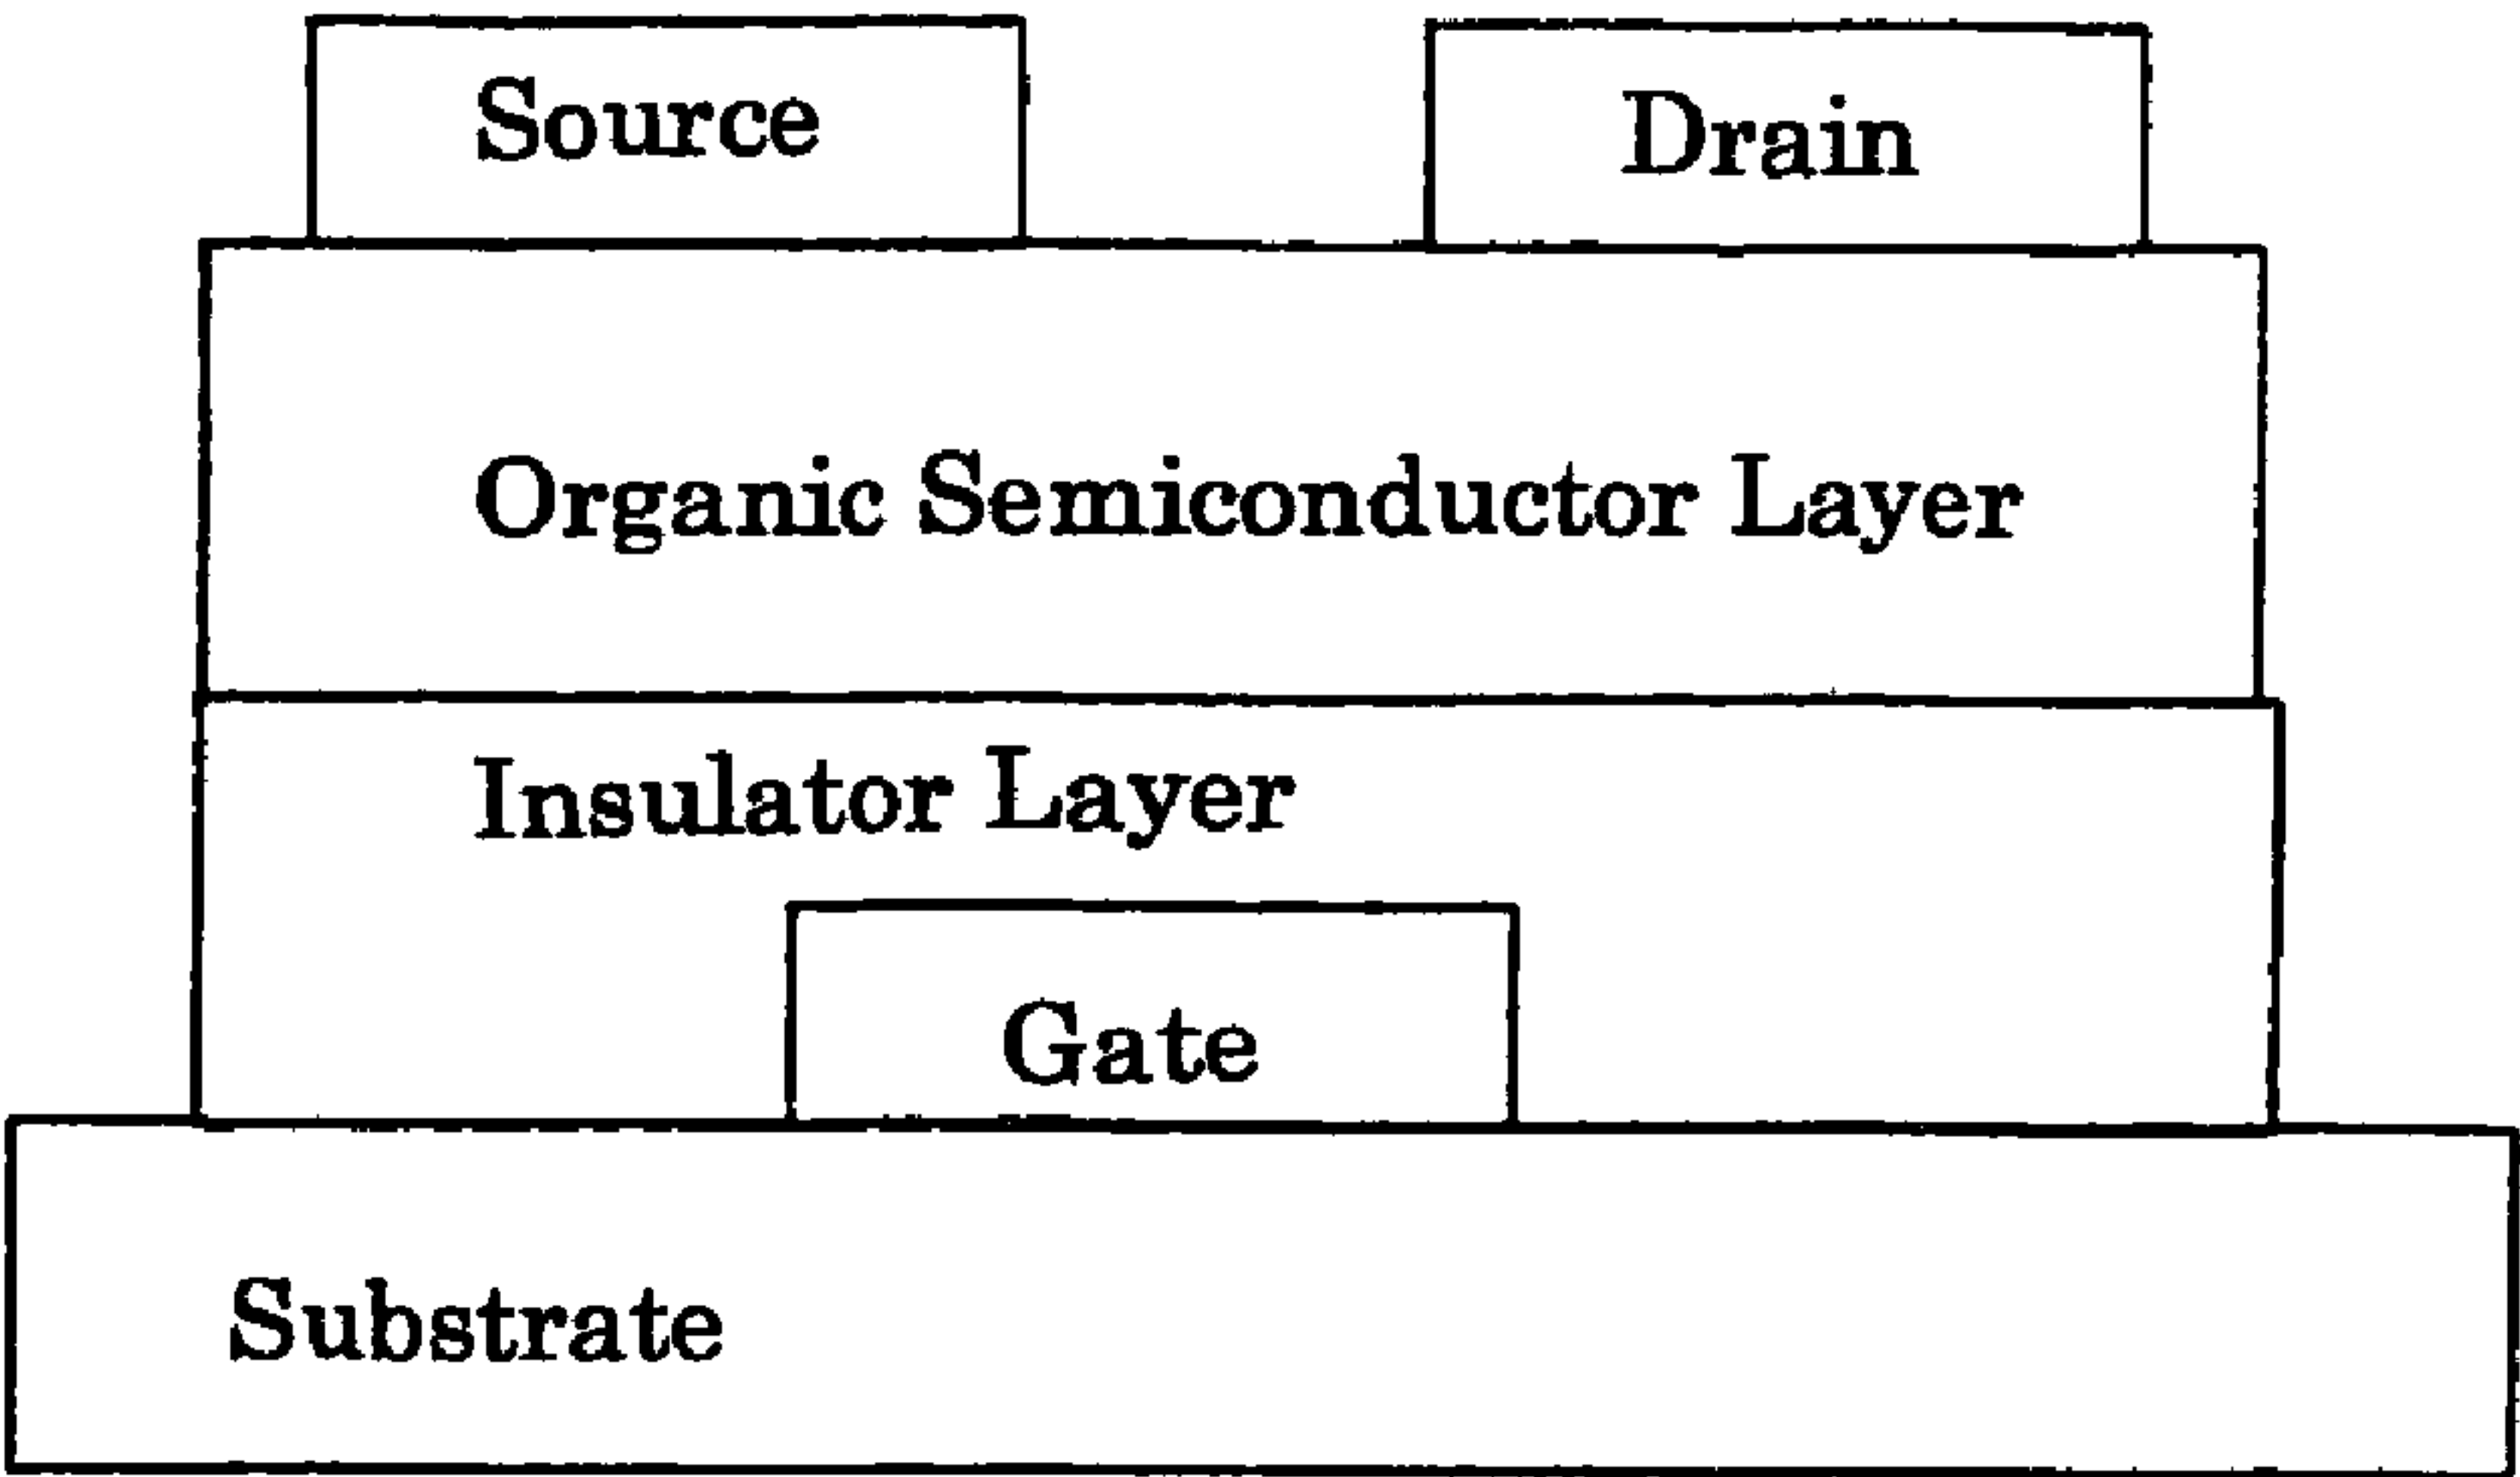 Source
Drain
Organic Semiconductor Layer
Insulator Layer
Gate
Substrate